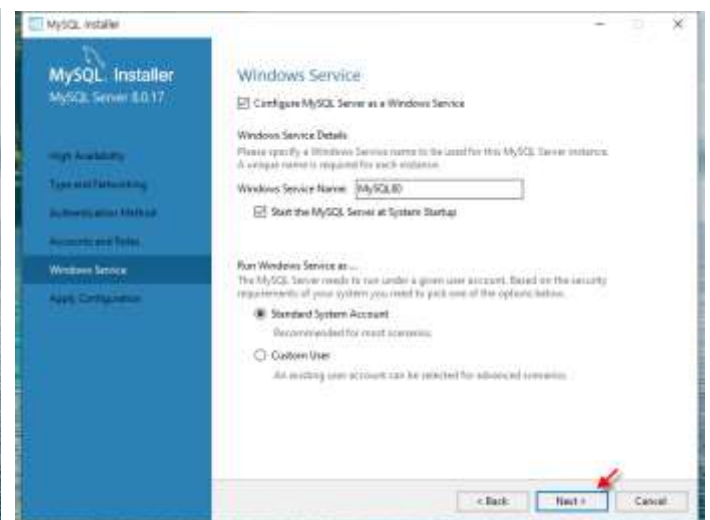 MySQL Installer
MySQL. Installer
MySQL Server 8.0.17
High Availability
Type and Networking
Authentication Method
Accounts and Roles
Windows Service
Apply Configuration
Windows Service
Configure MySQL Server as a Windows Service
Windows Service Details
Please specify a Windows Service name to be used for this MySQL Server instance.
A unique name is required for each instance.
Windows Service Name: MySQL80
Start the MySQL Server at System Startup
Run Windows Service as ...
The MySQL Server needs to run under a given user account. Based on the security
requirements of your system you need to pick one of the options below.
Standard System Account
Recommended for most scenarios.
Custom User
An existing user account can be selected for advanced scenarios.
< Back
Next >
Cancel